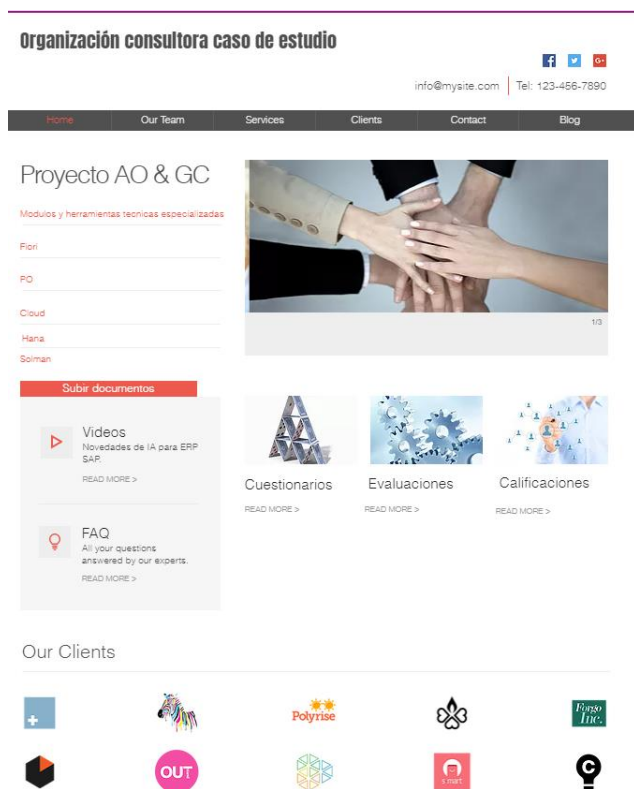 Organización consultora caso de estudio
f
G+
info@mysite.com
Tel: 123-456-7890
Home
Our Team
Services
Clients
Contact
Blog
Proyecto AO & GC
Modulos y herramientas tecnicas especializadas
Fiori
PO
Cloud
Hana
Solman
1/3
Subir documentos
Videos
Novedades de IA para ERP
SAP.
READ MORE >
FAQ
All your questions
answered by our experts.
READ MORE >
Cuestionarios
READ MORE >
Evaluaciones
READ MORE >
Calificaciones
READ MORE >
Our Clients
Polyrise
Forgo
Inc.
OUT
s'mart
C